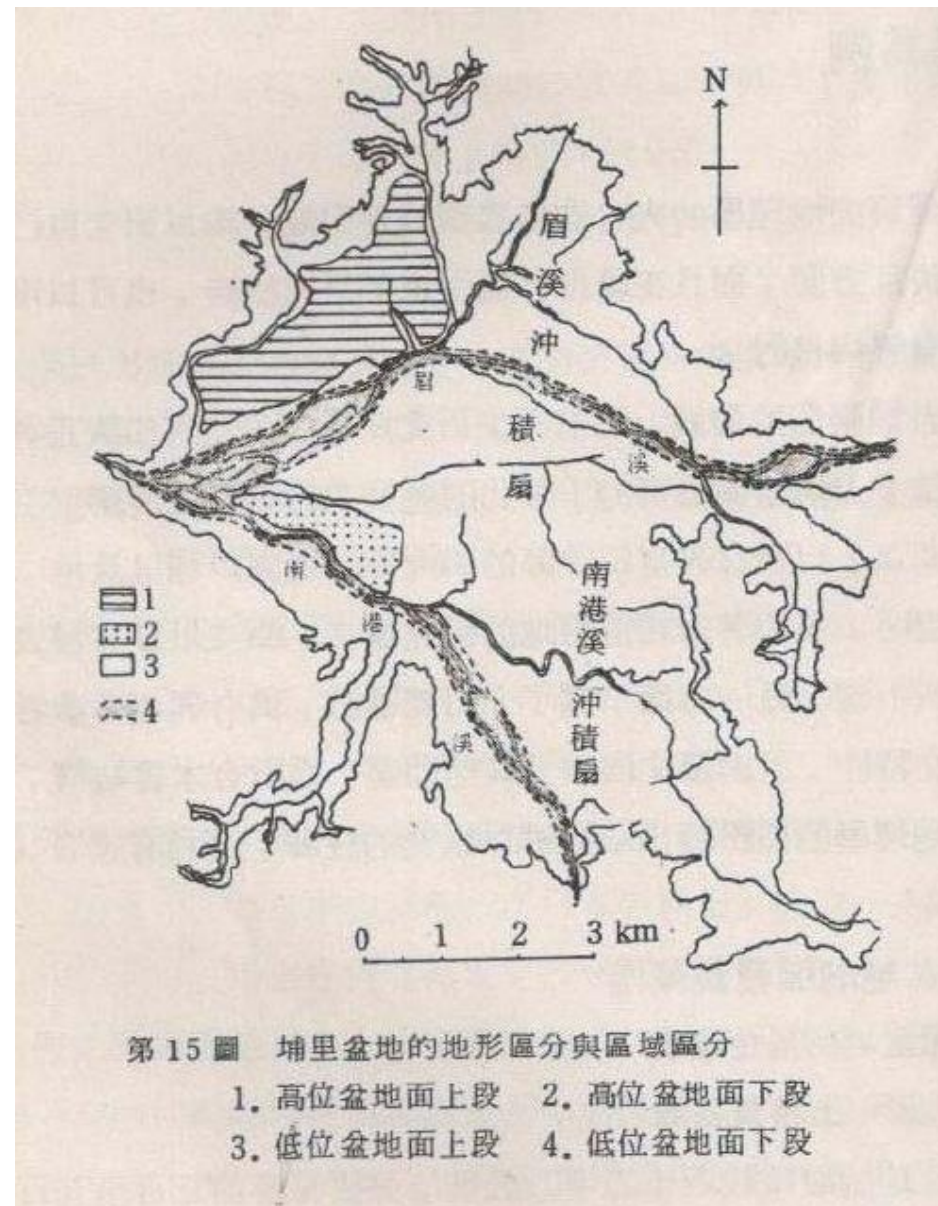 N
眉
溪
沖
積
扇
眉
溪
南
港
溪
南
港
溪
沖
積
扇
1
2
3
4
0 1 2 3 km
第15圖 埔里盆地的地形區分與區域區分
1. 高位盆地面上段 2. 高位盆地面下段
3. 低位盆地面上段 4. 低位盆地面下段